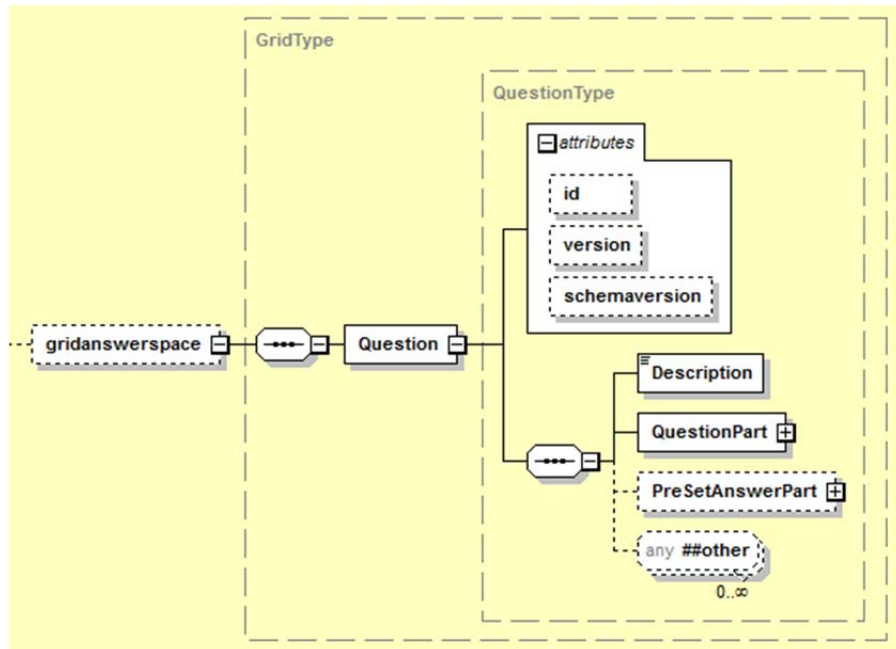 GridType
QuestionType
attributes
id
version
schemaversion
gridanswerspace
Question
Description
QuestionPart
PreSetAnswerPart
any ##other
0..∞